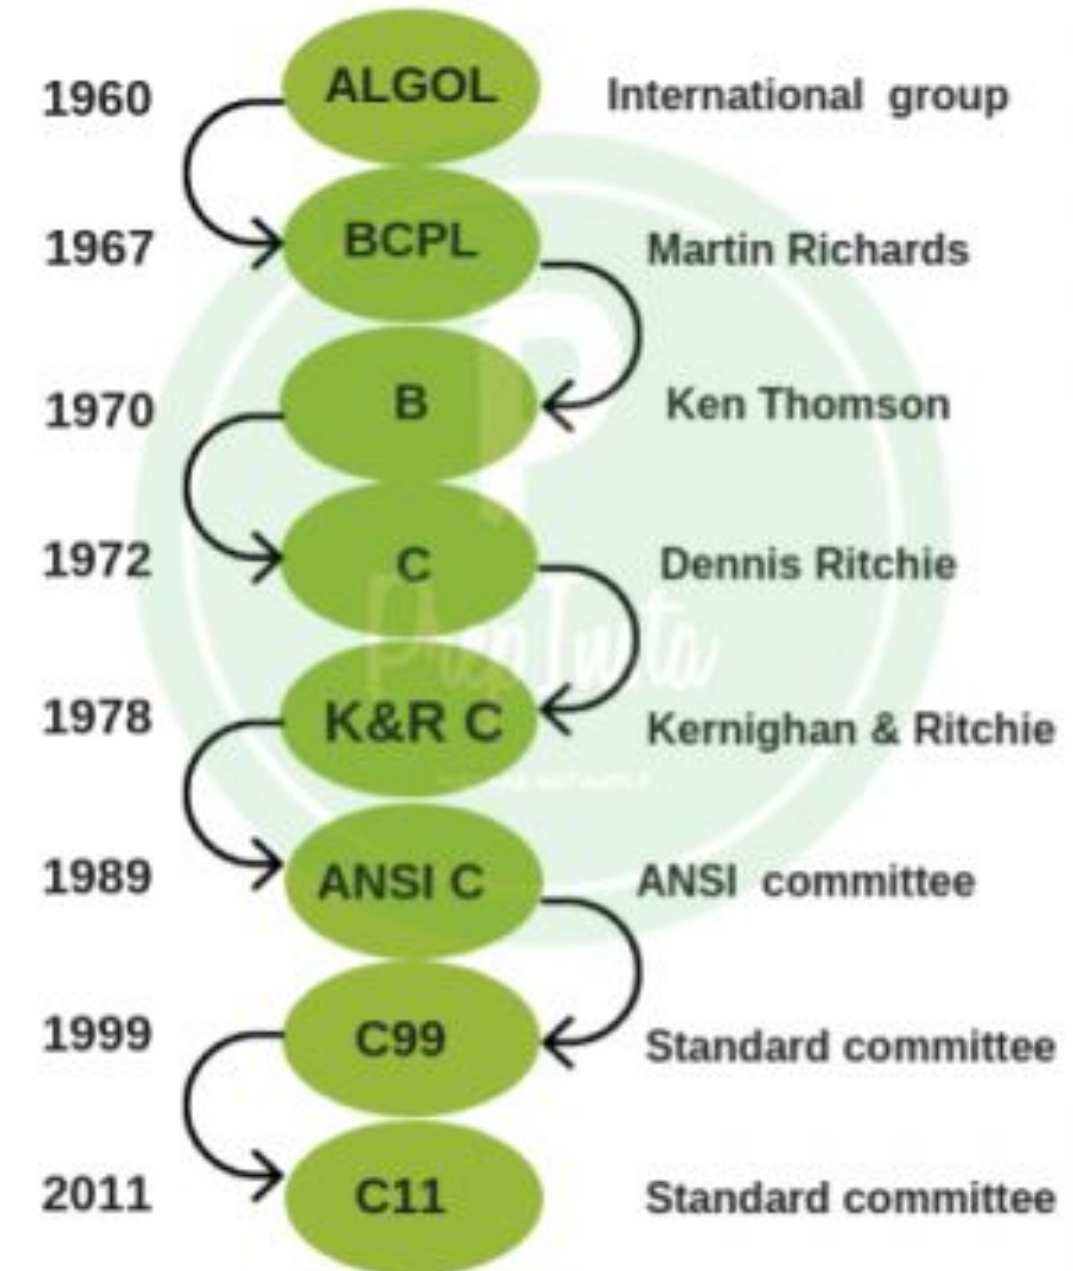 1960 ALGOL International group
1967 BCPL Martin Richards
1970 B Ken Thomson
1972 C Dennis Ritchie
PrepInsta
1978 K&R C Kernighan & Ritchie
1989 ANSI C ANSI committee
1999 C99 Standard committee
2011 C11 Standard committee